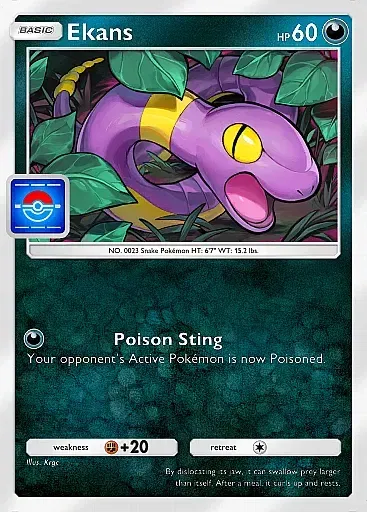 BASIC Ekans HP 60
NO. 0023 Snake Pokémon HT: 6'7" WT: 15.2 lbs.
Poison Sting
Your opponent's Active Pokémon is now Poisoned.
weakness +20 retreat
Illus. Krgc
By dislocating its jaw, it can swallow prey larger
than itself. After a meal, it curls up and rests.